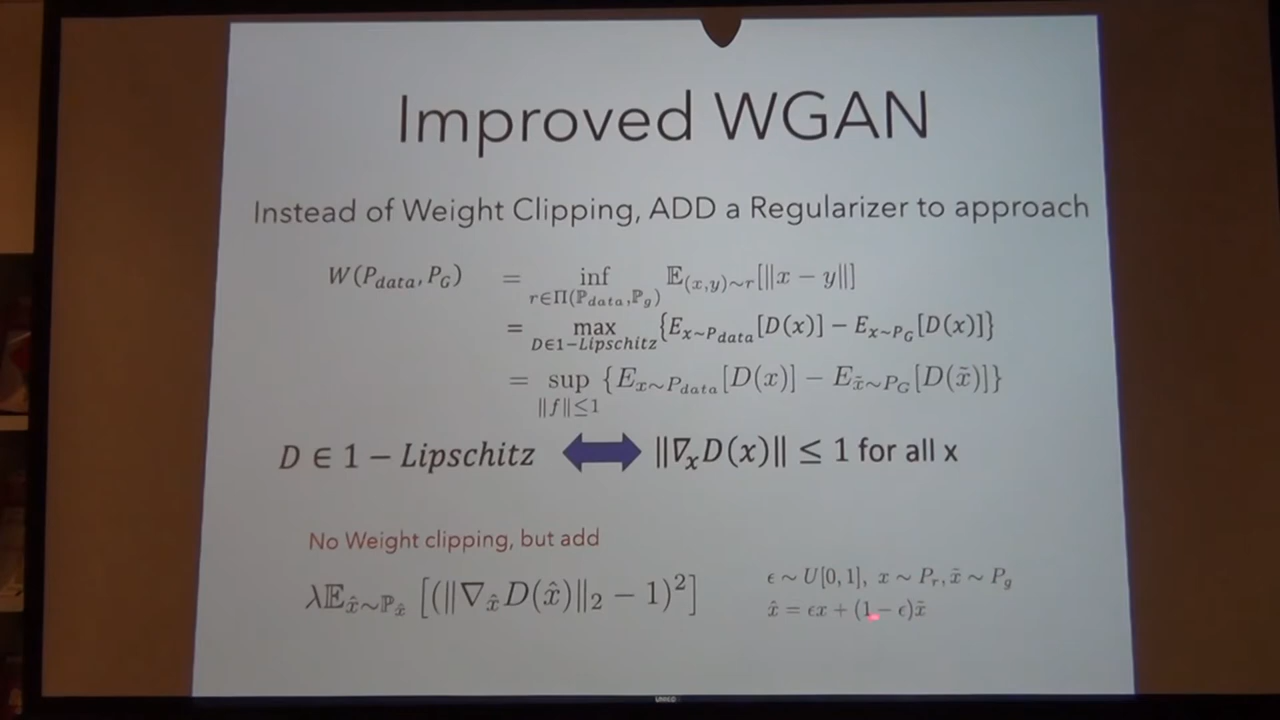 Improved WGAN
Instead of Weight Clipping, ADD a Regularizer to approach
W(P_data, P_G) = inf_{r∈Π(ℙ_data,ℙ_g)} 𝔼_{(x,y)∼r}[‖x − y‖]
= max_{D∈1−Lipschitz} {E_{x∼P_data}[D(x)] − E_{x∼P_G}[D(x)]}
= sup_{‖f‖≤1} {E_{x∼P_data}[D(x)] − E_{x̃∼P_G}[D(x̃)]}
D ∈ 1 − Lipschitz ‖∇_x D(x)‖ ≤ 1 for all x
No Weight clipping, but add
λ𝔼_{x̂∼ℙ_x̂} [(‖∇_x̂ D(x̂)‖_2 − 1)^2]
ϵ ∼ U[0, 1], x ∼ P_r, x̃ ∼ P_g
x̂ = ϵx + (1 − ϵ)x̃